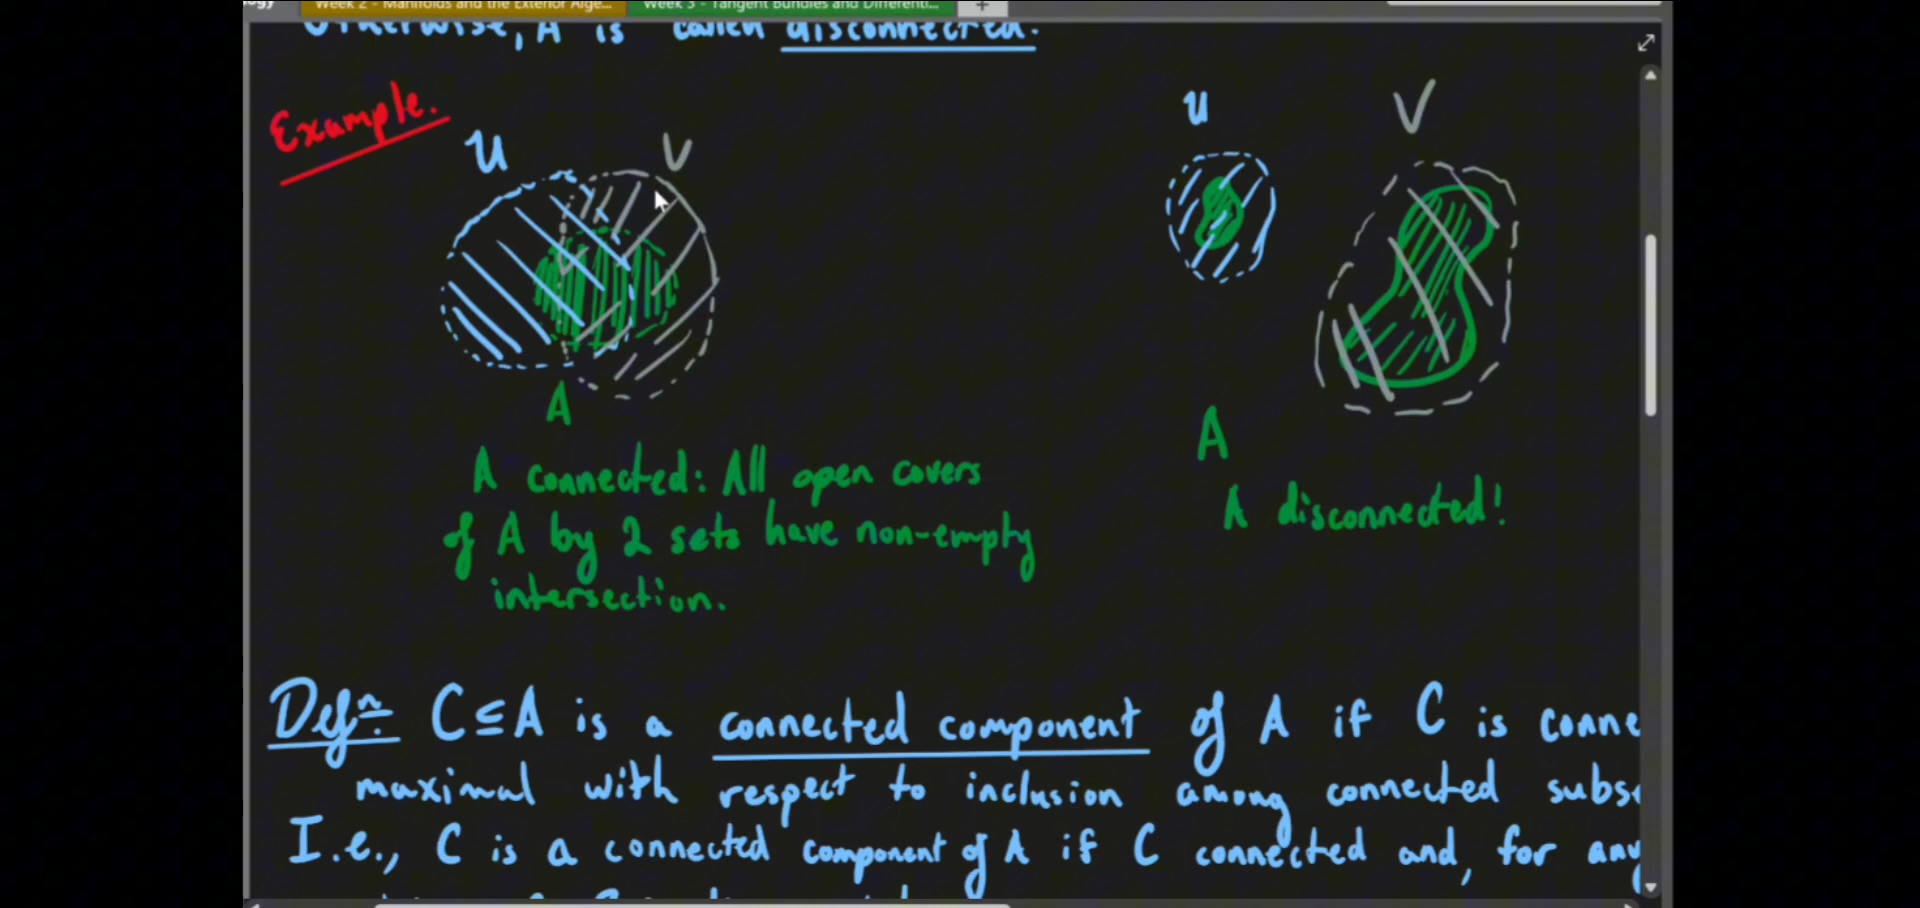 Week 2 - Manifolds and the Exterior Alge...
Week 3 - Tangent Bundles and Differenti...
+
Otherwise, A is called disconnected.
Example.
U
V
U
V
A
A
A connected: All open covers
of A by 2 sets have non-empty
intersection.
A disconnected!
Defⁿ: C ⊆ A is a connected component of A if C is conne
maximal with respect to inclusion among connected subse
I.e., C is a connected component of A if C connected and, for any